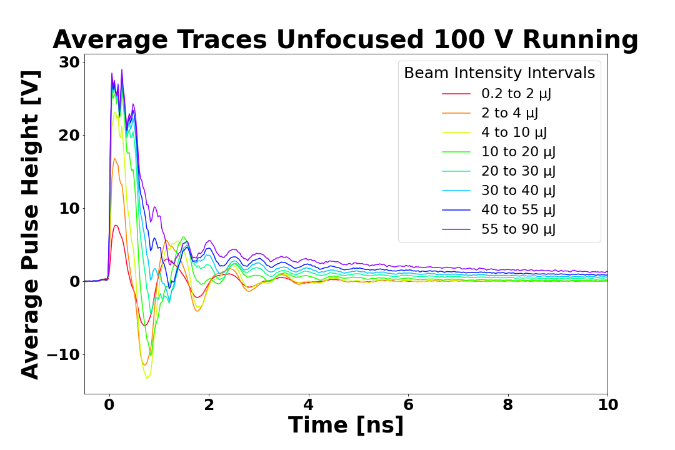 Average Traces Unfocused 100 V Running
Average Pulse Height [V]
30
20
10
0
−10
Beam Intensity Intervals
0.2 to 2 μJ
2 to 4 μJ
4 to 10 μJ
10 to 20 μJ
20 to 30 μJ
30 to 40 μJ
40 to 55 μJ
55 to 90 μJ
0 2 4 6 8 10
Time [ns]